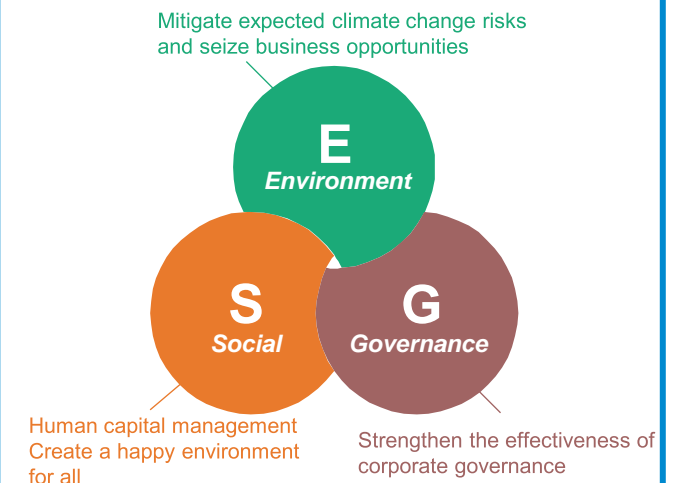 Mitigate expected climate change risks
and seize business opportunities
E
Environment
S
Social
G
Governance
Human capital management
Create a happy environment
for all
Strengthen the effectiveness of
corporate governance